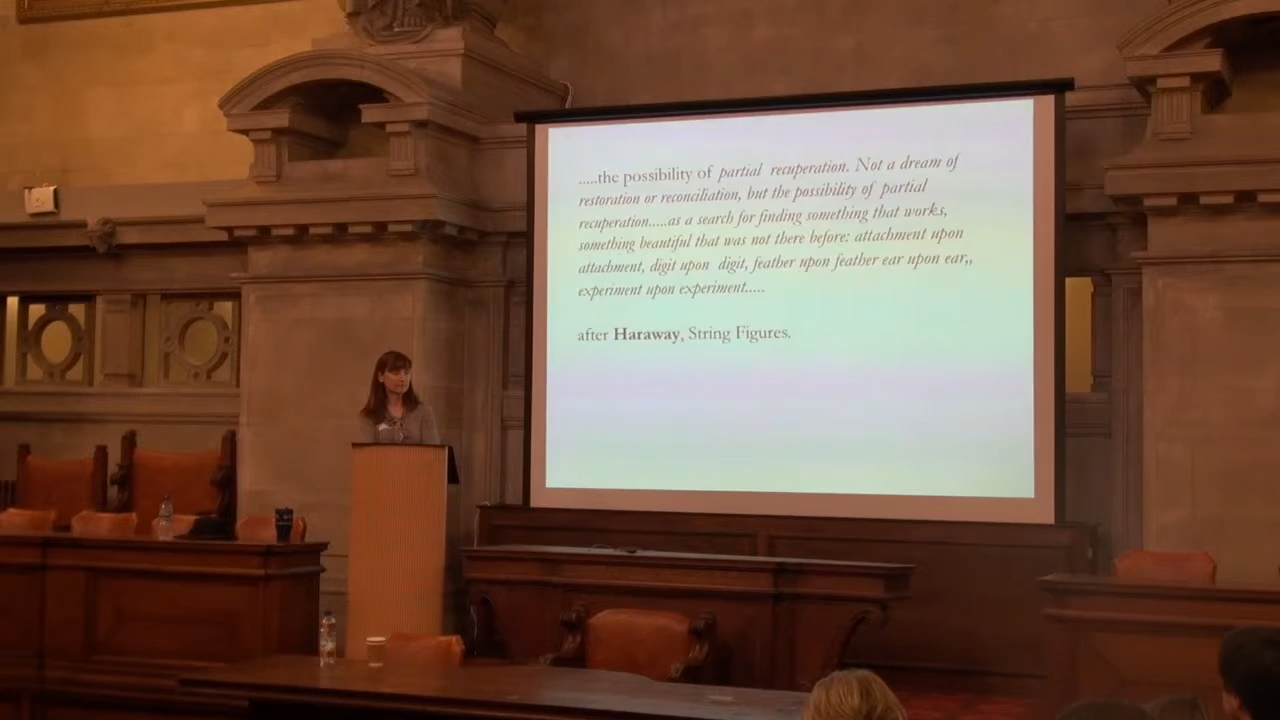 .....the possibility of partial recuperation. Not a dream of
restoration or reconciliation, but the possibility of partial
recuperation.....as a search for finding something that works,
something beautiful that was not there before: attachment upon
attachment, digit upon digit, feather upon feather ear upon ear,,
experiment upon experiment.....
after Haraway, String Figures.